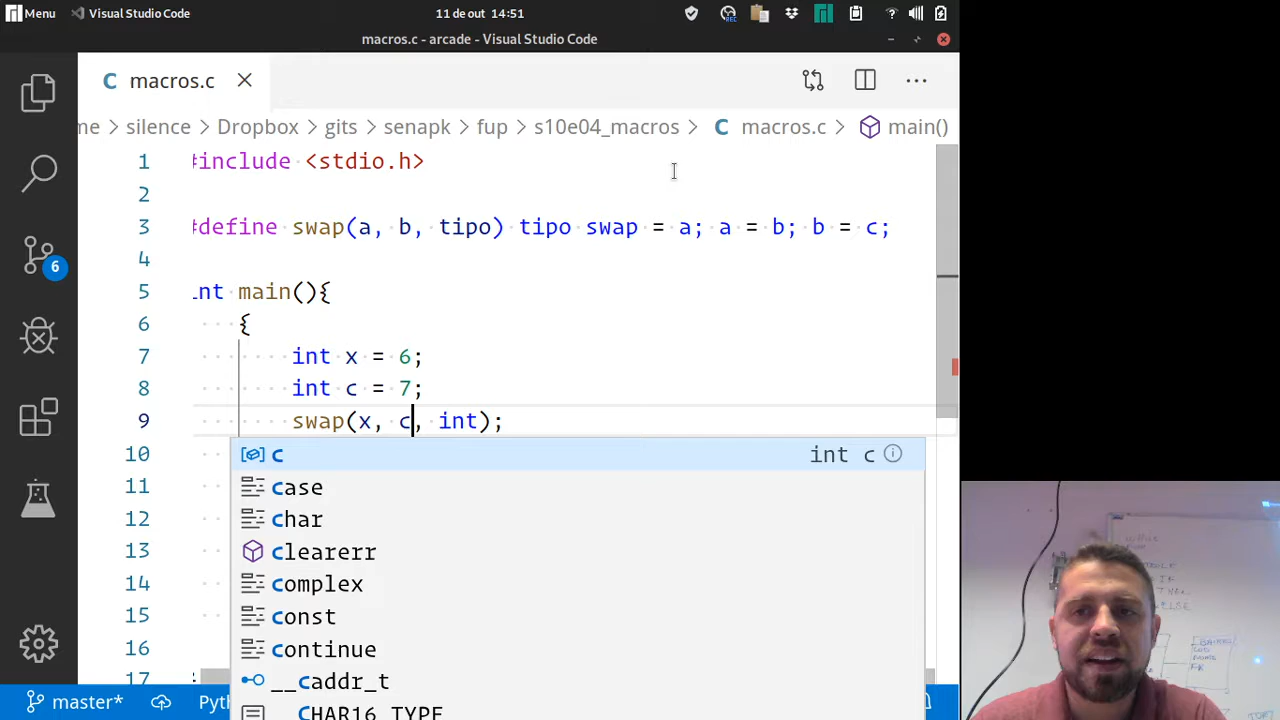 Menu Visual Studio Code 11 de out 14:51
macros.c - arcade - Visual Studio Code
C macros.c
me > silence > Dropbox > gits > senapk > fup > s10e04_macros > C macros.c > main()
1 #include <stdio.h>
2
3 #define swap(a, b, tipo) tipo swap = a; a = b; b = c;
4
5 int main(){
6 {
7 int x = 6;
8 int c = 7;
9 swap(x, c, int);
10 c int c
11 case
12 char
13 clearerr
14 complex
15 const
16 continue
17 __caddr_t
CHAR16_TYPE
6
master* Pyth